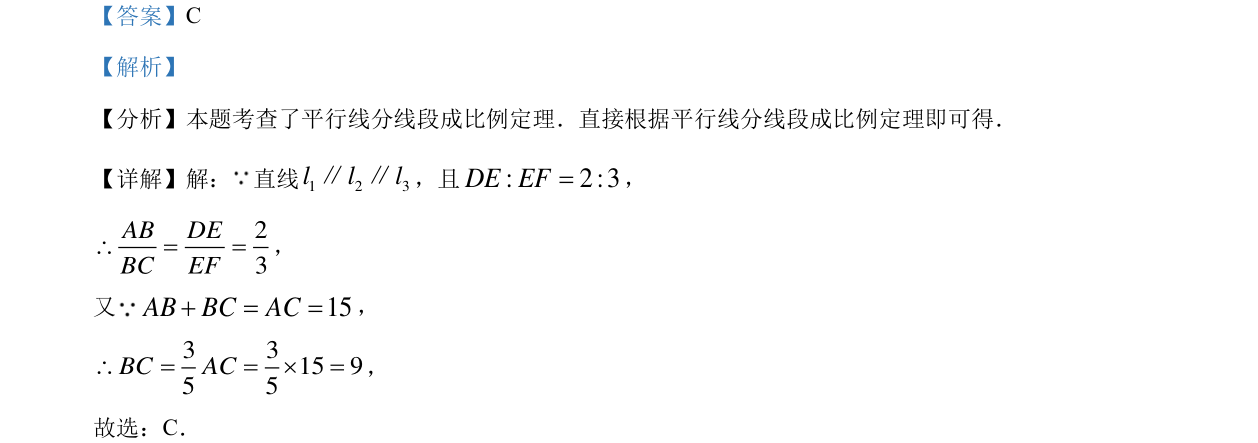 【答案】C
【解析】
【分析】本题考查了平行线分线段成比例定理．直接根据平行线分线段成比例定理即可得．
【详解】解：∵直线l₁∥l₂∥l₃，且DE:EF=2:3，
∴AB/BC=DE/EF=2/3，
又∵AB+BC=AC=15，
∴BC=3/5AC=3/5×15=9，
故选：C．